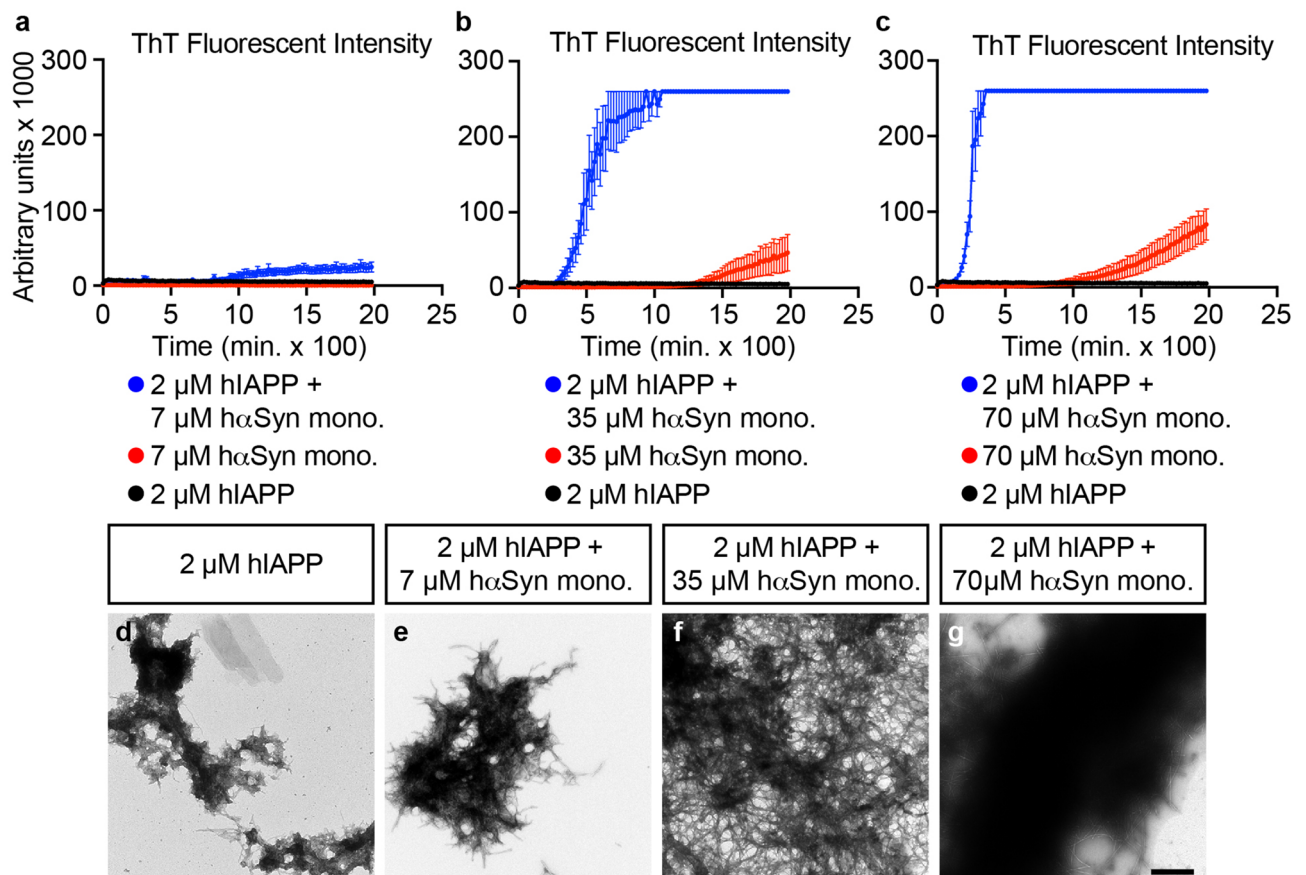 a
ThT Fluorescent Intensity
Arbitrary units x 1000
300
200
100
0
0 5 10 15 20 25
Time (min. x 100)
2 µM hIAPP +
7 µM hαSyn mono.
7 µM hαSyn mono.
2 µM hIAPP
b
ThT Fluorescent Intensity
300
200
100
0
0 5 10 15 20 25
Time (min. x 100)
2 µM hIAPP +
35 µM hαSyn mono.
35 µM hαSyn mono.
2 µM hIAPP
c
ThT Fluorescent Intensity
300
200
100
0
0 5 10 15 20 25
Time (min. x 100)
2 µM hIAPP +
70 µM hαSyn mono.
70 µM hαSyn mono.
2 µM hIAPP
2 µM hIAPP
2 µM hIAPP +
7 µM hαSyn mono.
2 µM hIAPP +
35 µM hαSyn mono.
2 µM hIAPP +
70µM hαSyn mono.
d
e
f
g